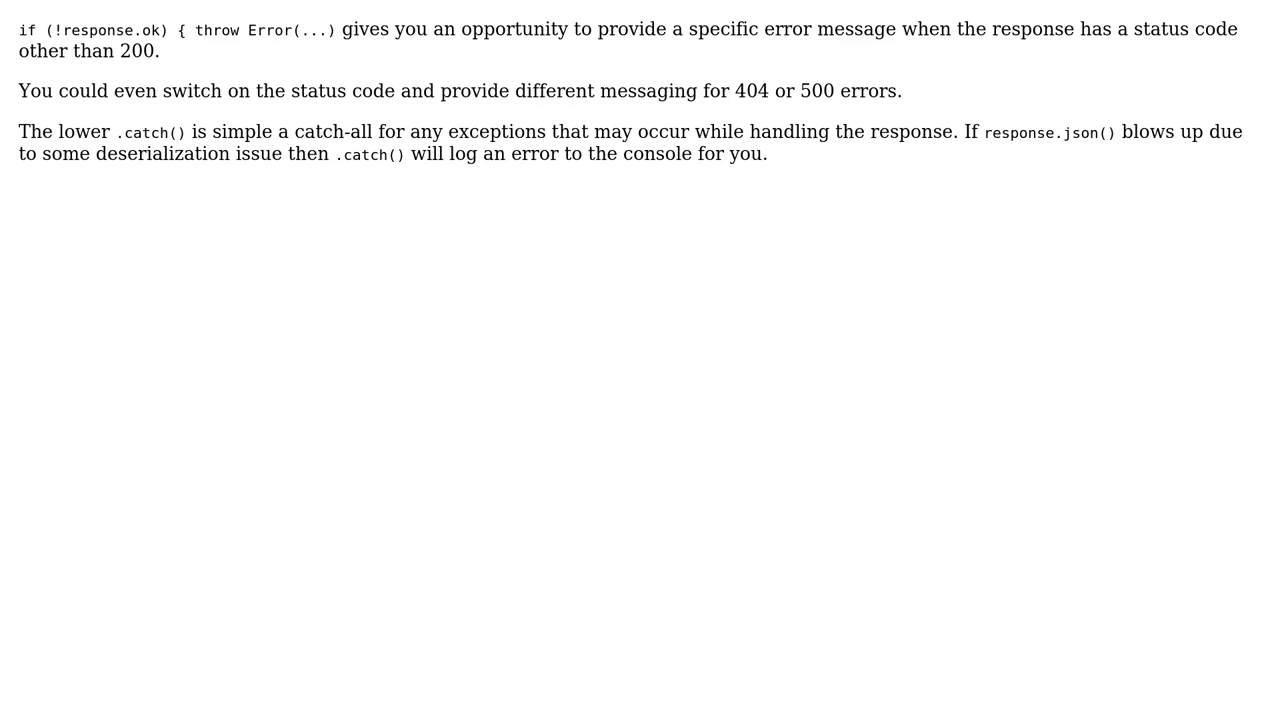 if (!response.ok) { throw Error(...) gives you an opportunity to provide a specific error message when the response has a status code
other than 200.
You could even switch on the status code and provide different messaging for 404 or 500 errors.
The lower .catch() is simple a catch-all for any exceptions that may occur while handling the response. If response.json() blows up due
to some deserialization issue then .catch() will log an error to the console for you.